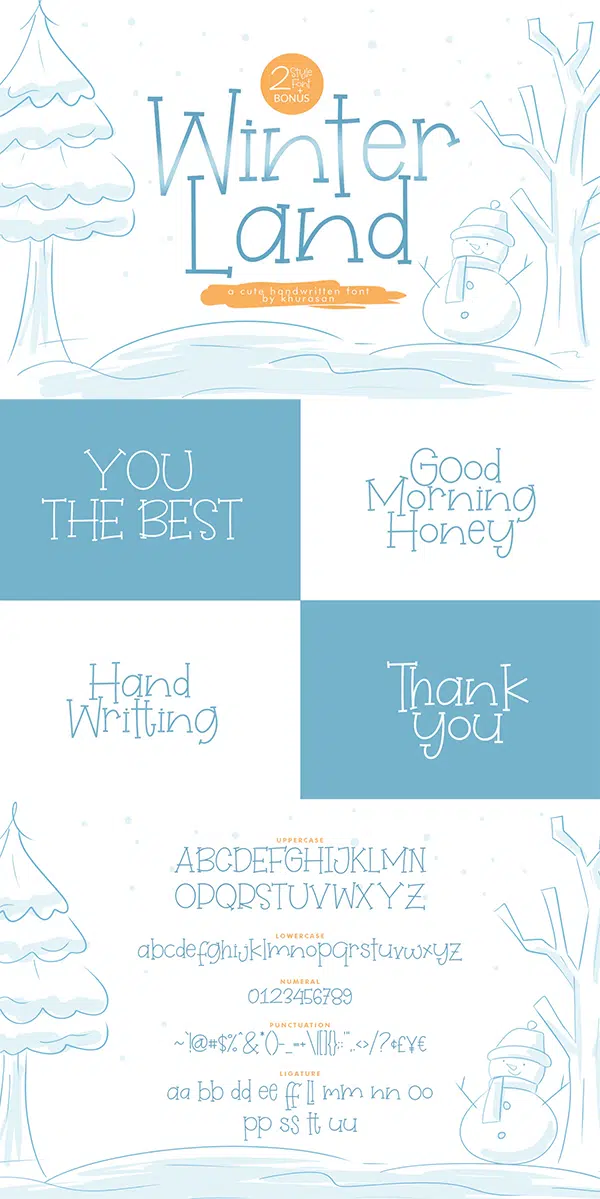 2 Style
Font
+
BONUS
Winter
Land
a cute handwritten font
by khurasan
YOU
THE BEST
Good
Morning
Honey
Hand
Writting
Thank
you
UPPERCASE
ABCDEFGHIJKLMN
OPQRSTUVWXYZ
LOWERCASE
abcdefghijklmnopqrstuvwxyz
NUMERAL
0123456789
PUNCTUATION
~`!@#$%^&*()-_=+\|[]{};:'",.<>/?¢£¥€
LIGATURE
aa bb dd ee ff ll mm nn oo
pp ss tt uu